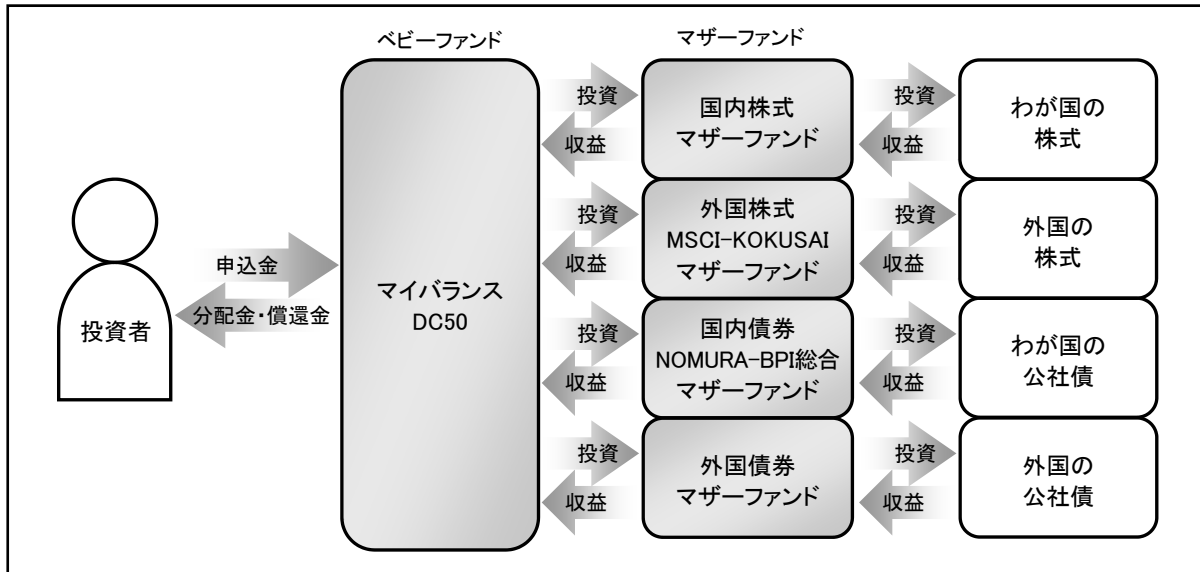 ベビーファンド
マザーファンド
投資者
申込金
分配金・償還金
マイバランス
DC50
投資
収益
国内株式
マザーファンド
投資
収益
わが国の
株式
投資
収益
外国株式
MSCI-KOKUSAI
マザーファンド
投資
収益
外国の
株式
投資
収益
国内債券
NOMURA-BPI総合
マザーファンド
投資
収益
わが国の
公社債
投資
収益
外国債券
マザーファンド
投資
収益
外国の
公社債